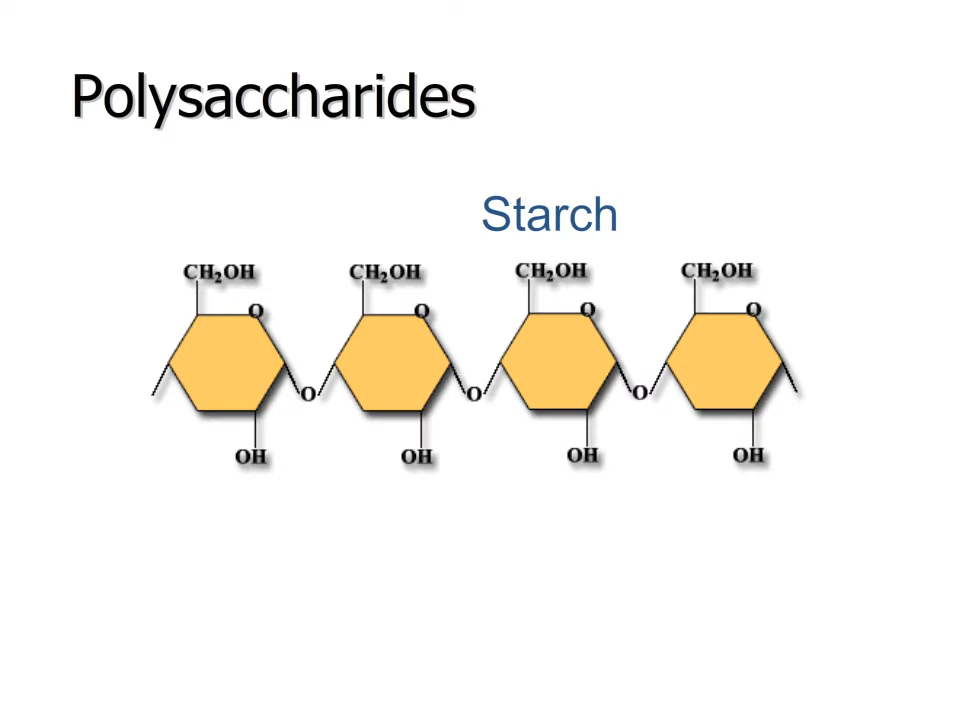 Polysaccharides
Starch
CH₂OH CH₂OH CH₂OH CH₂OH
O O O O
O O O
OH OH OH OH